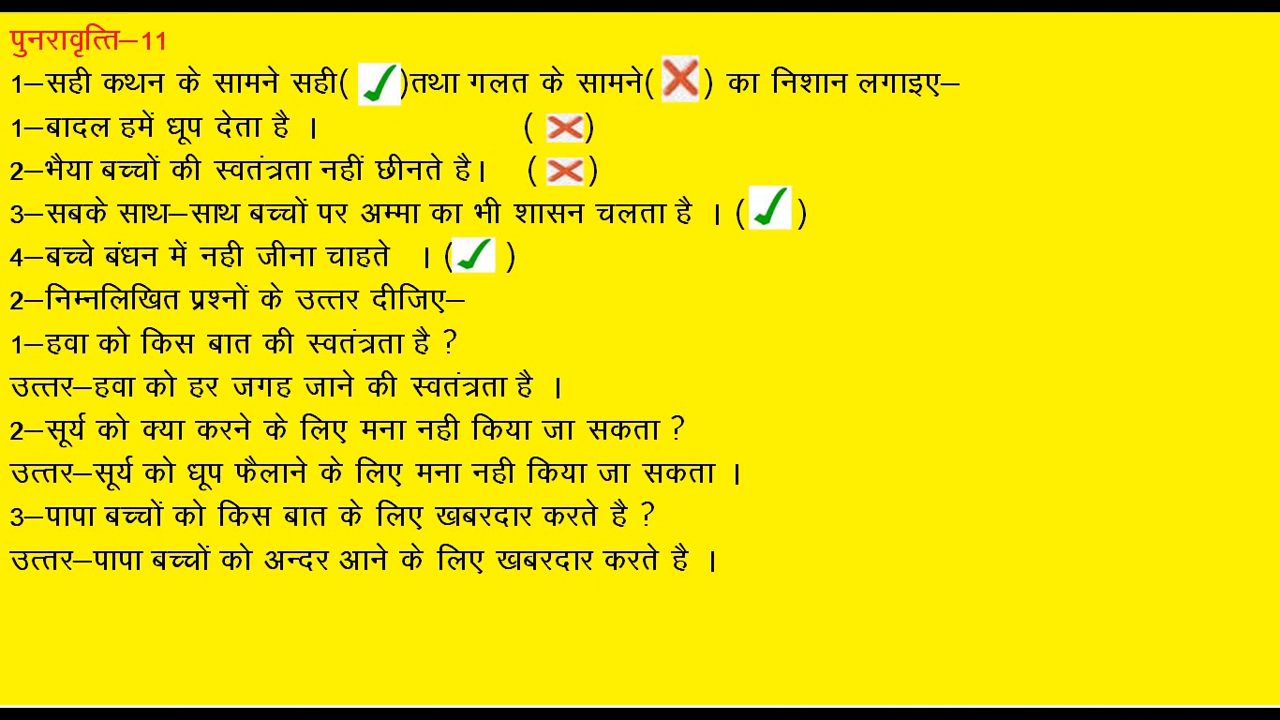 पुनरावृत्ति–11
1–सही कथन के सामने सही( ✓ )तथा गलत के सामने( ✗ ) का निशान लगाइए–
1–बादल हमें धूप देता है । ( ✗ )
2–भैया बच्चों की स्वतंत्रता नहीं छीनते है। ( ✗ )
3–सबके साथ–साथ बच्चों पर अम्मा का भी शासन चलता है । ( ✓ )
4–बच्चे बंधन में नही जीना चाहते । ( ✓ )
2–निम्नलिखित प्रश्नों के उत्तर दीजिए–
1–हवा को किस बात की स्वतंत्रता है ?
उत्तर–हवा को हर जगह जाने की स्वतंत्रता है ।
2–सूर्य को क्या करने के लिए मना नही किया जा सकता ?
उत्तर–सूर्य को धूप फैलाने के लिए मना नही किया जा सकता ।
3–पापा बच्चों को किस बात के लिए खबरदार करते है ?
उत्तर–पापा बच्चों को अन्दर आने के लिए खबरदार करते है ।